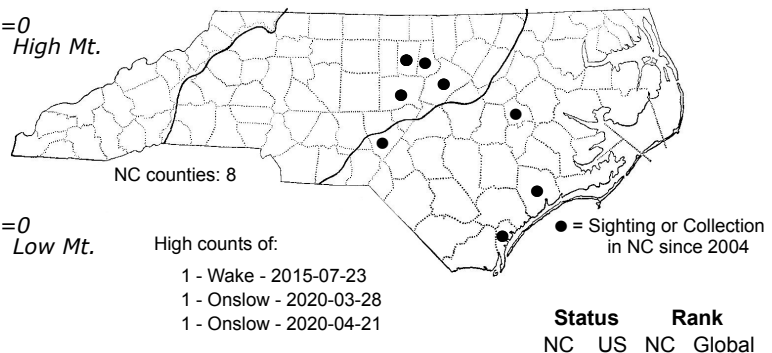 =0
High Mt.
NC counties: 8
=0
Low Mt.
High counts of:
1 - Wake - 2015-07-23
1 - Onslow - 2020-03-28
1 - Onslow - 2020-04-21
● = Sighting or Collection
in NC since 2004
Status Rank
NC US NC Global